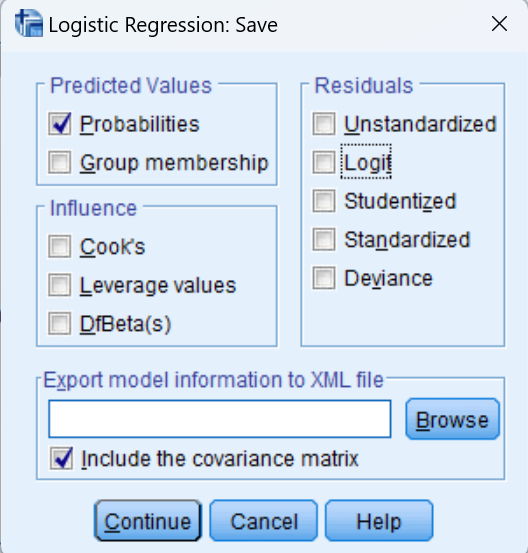 Logistic Regression: Save
Predicted Values
Probabilities
Group membership
Influence
Cook's
Leverage values
DfBeta(s)
Residuals
Unstandardized
Logit
Studentized
Standardized
Deviance
Export model information to XML file
Browse
Include the covariance matrix
Continue Cancel Help